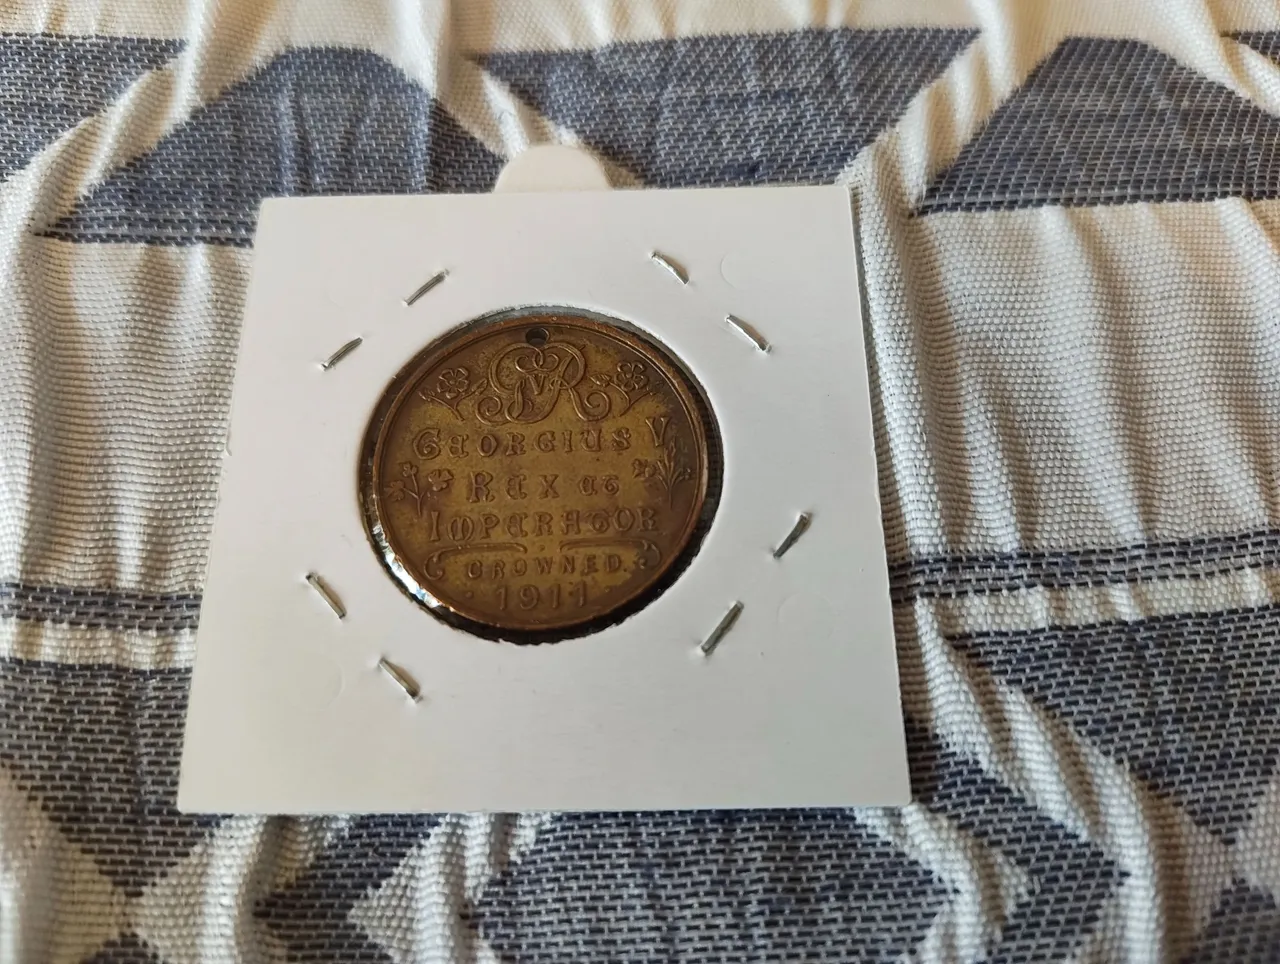 GVR
GEORGIUS V
REX ET
IMPERATOR
CROWNED.
· 1911 ·